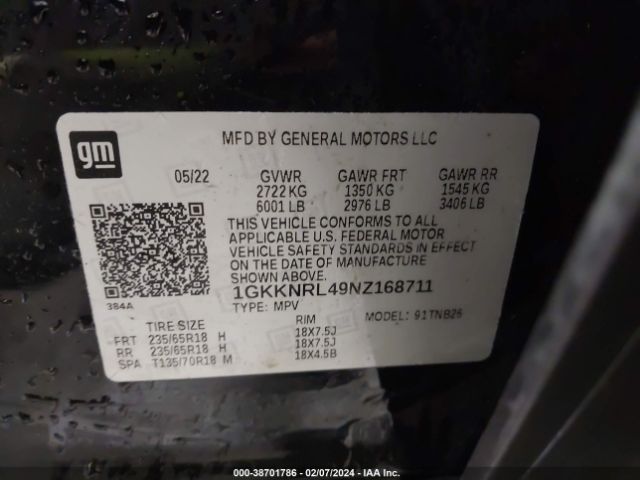 gm
MFD BY GENERAL MOTORS LLC
05/22 GVWR GAWR FRT GAWR RR
2722 KG 1350 KG 1545 KG
6001 LB 2976 LB 3406 LB
THIS VEHICLE CONFORMS TO ALL
APPLICABLE U.S. FEDERAL MOTOR
VEHICLE SAFETY STANDARDS IN EFFECT
ON THE DATE OF MANUFACTURE
SHOWN ABOVE.
1GKKNRL49NZ168711
384A
TYPE: MPV MODEL: 91TNB26
TIRE SIZE RIM
FRT 235/65R18 H 18X7.5J
RR 235/65R18 H 18X7.5J
SPA T135/70R18 M 18X4.5B
000-38701786 — 02/07/2024 — IAA Inc.